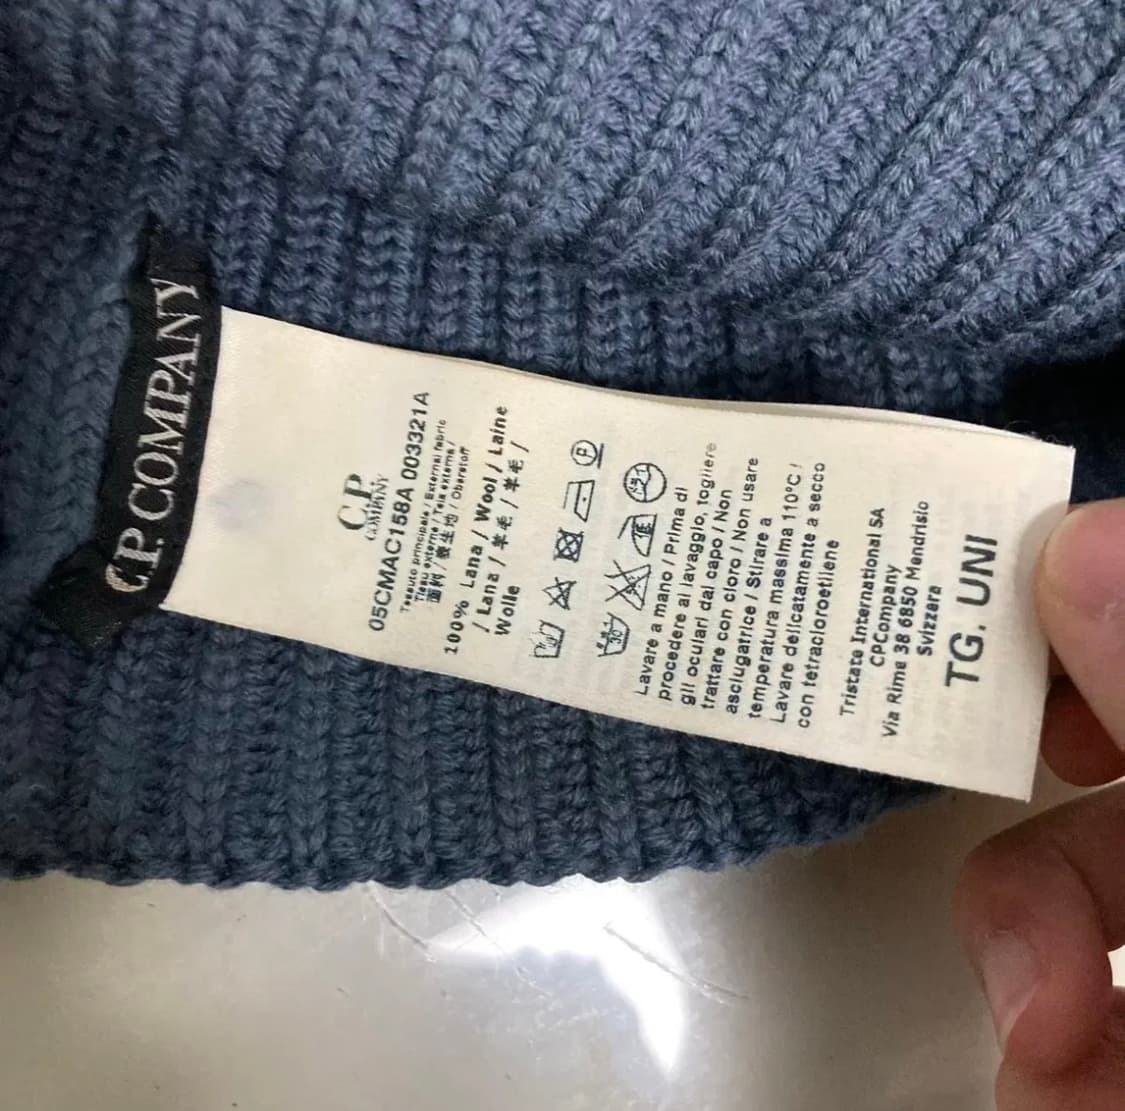 C.P. COMPANY
C.P.
COMPANY
05CMAC158A 003321A
Tessuto principale / External fabric
Tissu externe / Tela externa /
面料 / 表生地 / Oberstoff
100% Lana / Wool / Laine
/ Lana / 羊毛 / 羊毛 /
Wolle
P
30
Lavare a mano / Prima di
procedere al lavaggio, togliere
gli oculari dal capo / Non
trattare con cloro / Non usare
asciugatrice / Stirare a
temperatura massima 110°C /
Lavare delicatamente a secco
con tetracloroetilene
Tristate International SA
CPCompany
Via Rime 38 6850 Mendrisio
Svizzera
TG. UNI